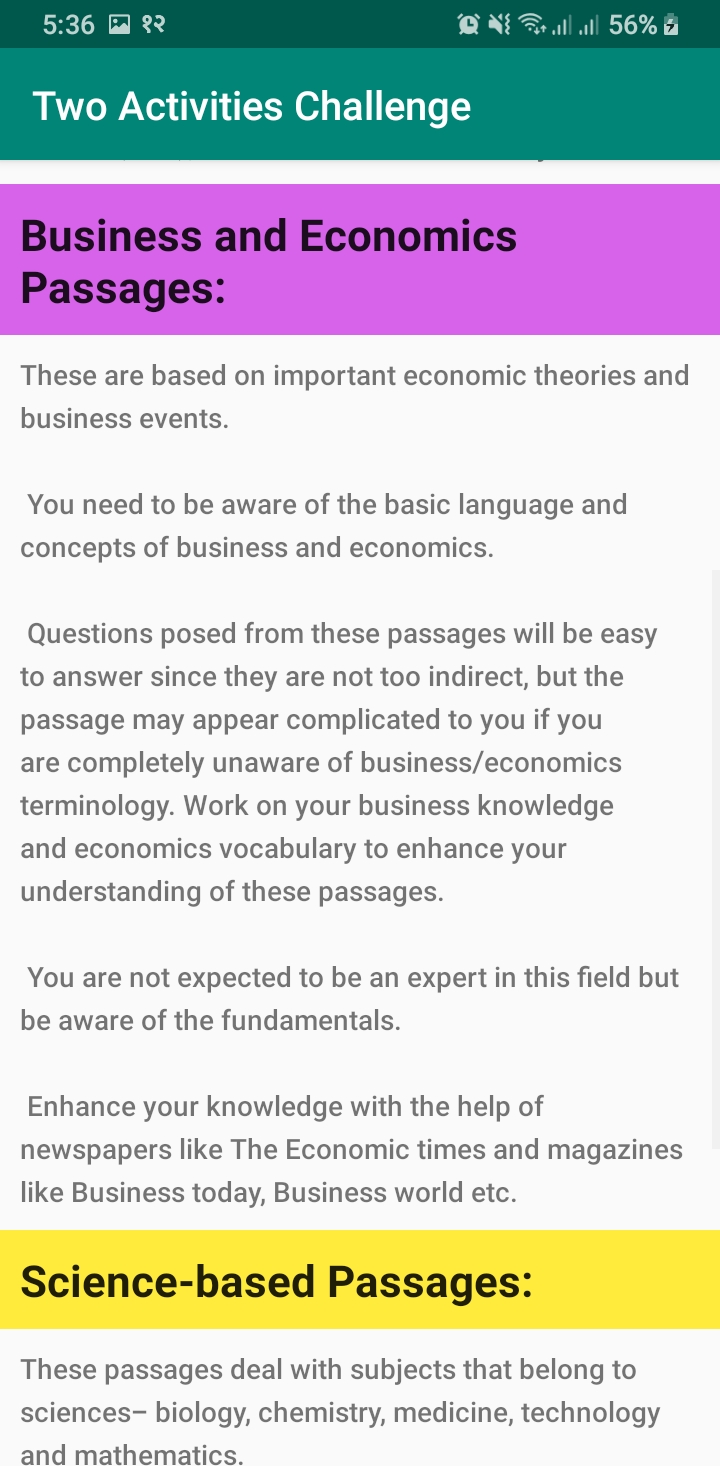 5:36 १२ 56%
Two Activities Challenge
Business and Economics
Passages:
These are based on important economic theories and
business events.
You need to be aware of the basic language and
concepts of business and economics.
Questions posed from these passages will be easy
to answer since they are not too indirect, but the
passage may appear complicated to you if you
are completely unaware of business/economics
terminology. Work on your business knowledge
and economics vocabulary to enhance your
understanding of these passages.
You are not expected to be an expert in this field but
be aware of the fundamentals.
Enhance your knowledge with the help of
newspapers like The Economic times and magazines
like Business today, Business world etc.
Science-based Passages:
These passages deal with subjects that belong to
sciences– biology, chemistry, medicine, technology
and mathematics.